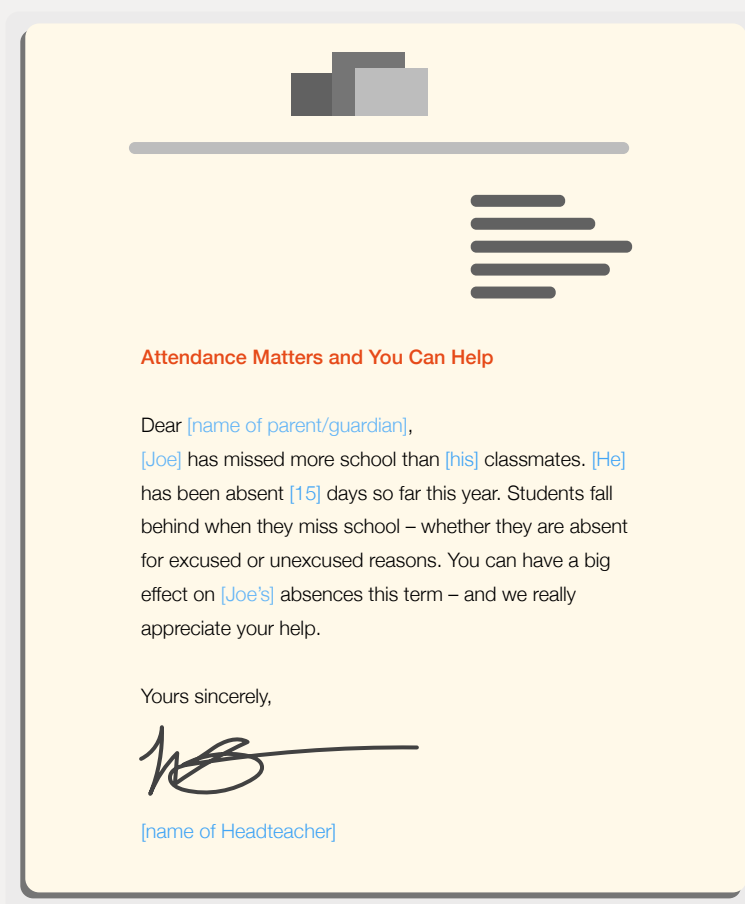 Attendance Matters and You Can Help
Dear [name of parent/guardian],
[Joe] has missed more school than [his] classmates. [He]
has been absent [15] days so far this year. Students fall
behind when they miss school – whether they are absent
for excused or unexcused reasons. You can have a big
effect on [Joe’s] absences this term – and we really
appreciate your help.
Yours sincerely,
[name of Headteacher]